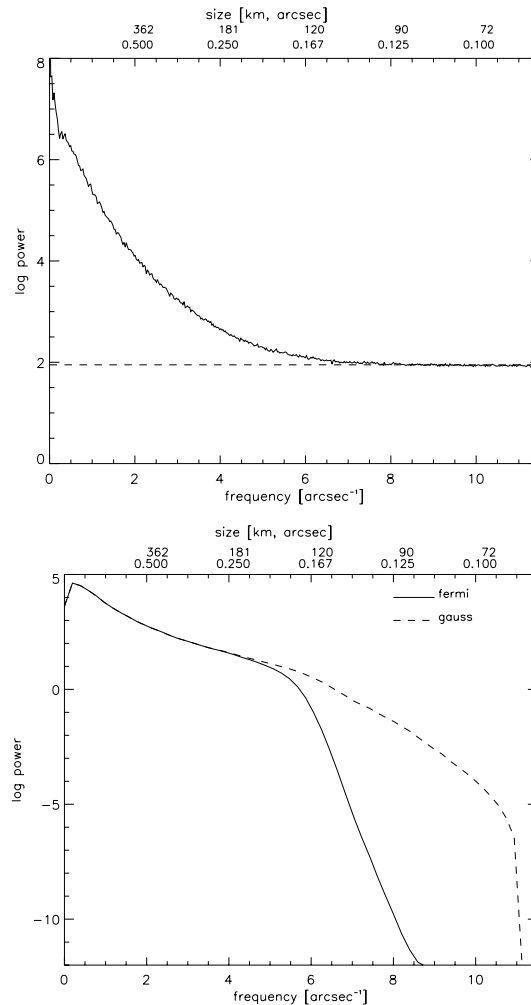 size [km, arcsec]
362 181 120 90 72
0.500 0.250 0.167 0.125 0.100
8
6
4
2
0
log power
0 2 4 6 8 10
frequency [arcsec⁻¹]
size [km, arcsec]
362 181 120 90 72
0.500 0.250 0.167 0.125 0.100
5
0
−5
−10
log power
fermi
gauss
0 2 4 6 8 10
frequency [arcsec⁻¹]